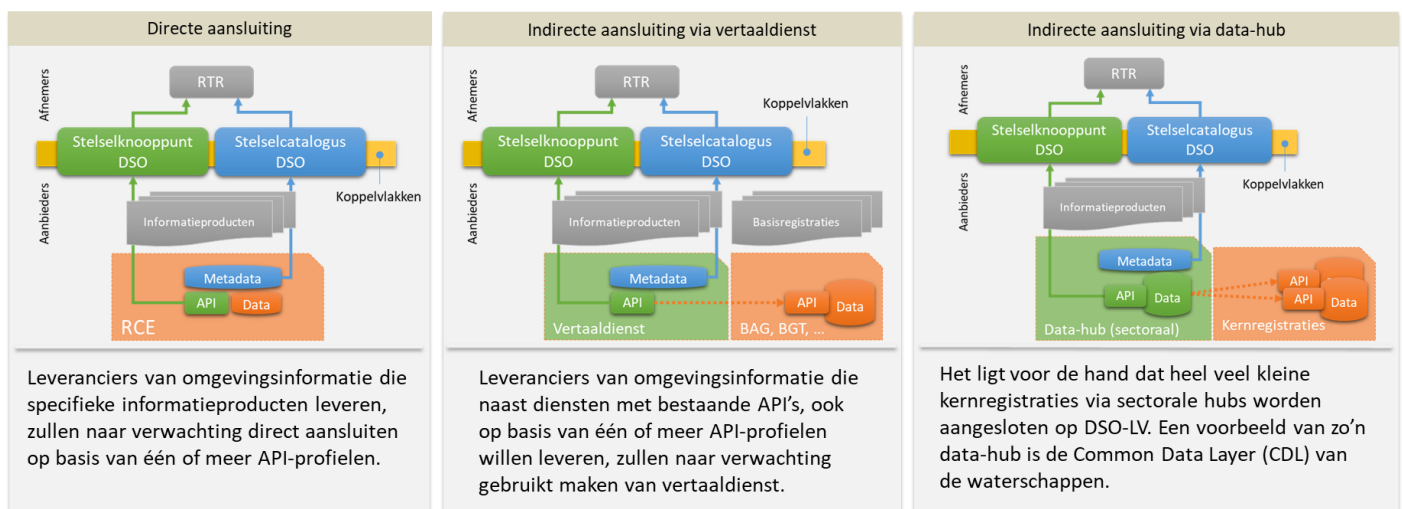 Directe aansluiting
Afnemers
Aanbieders
RTR
Stelselknooppunt
DSO
Stelselcatalogus
DSO
Koppelvlakken
Informatieproducten
Metadata
API
Data
RCE
Leveranciers van omgevingsinformatie die
specifieke informatieproducten leveren,
zullen naar verwachting direct aansluiten
op basis van één of meer API-profielen.
Indirecte aansluiting via vertaaldienst
Afnemers
Aanbieders
RTR
Koppelvlakken
Stelselknooppunt
DSO
Stelselcatalogus
DSO
Informatieproducten
Basisregistraties
Metadata
API
API
Data
Vertaaldienst
BAG, BGT, ...
Leveranciers van omgevingsinformatie die
naast diensten met bestaande API’s, ook
op basis van één of meer API-profielen
willen leveren, zullen naar verwachting
gebruikt maken van vertaaldienst.
Indirecte aansluiting via data-hub
Afnemers
Aanbieders
RTR
Stelselknooppunt
DSO
Stelselcatalogus
DSO
Koppelvlakken
Informatieproducten
Metadata
API
Data
API
API
Data
Data-hub (sectoraal)
Kernregistraties
Het ligt voor de hand dat heel veel kleine
kernregistraties via sectorale hubs worden
aangesloten op DSO-LV. Een voorbeeld van zo’n
data-hub is de Common Data Layer (CDL) van
de waterschappen.